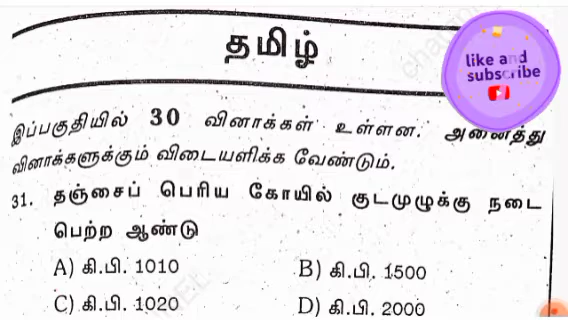 தமிழ்
like and
subscribe
இப்பகுதியில் 30 வினாக்கள் உள்ளன. அனைத்து
வினாக்களுக்கும் விடையளிக்க வேண்டும்.
31. தஞ்சைப் பெரிய கோயில் குடமுழுக்கு நடை
பெற்ற ஆண்டு
A) கி.பி. 1010 B) கி.பி. 1500
C) கி.பி. 1020 D) கி.பி. 2000